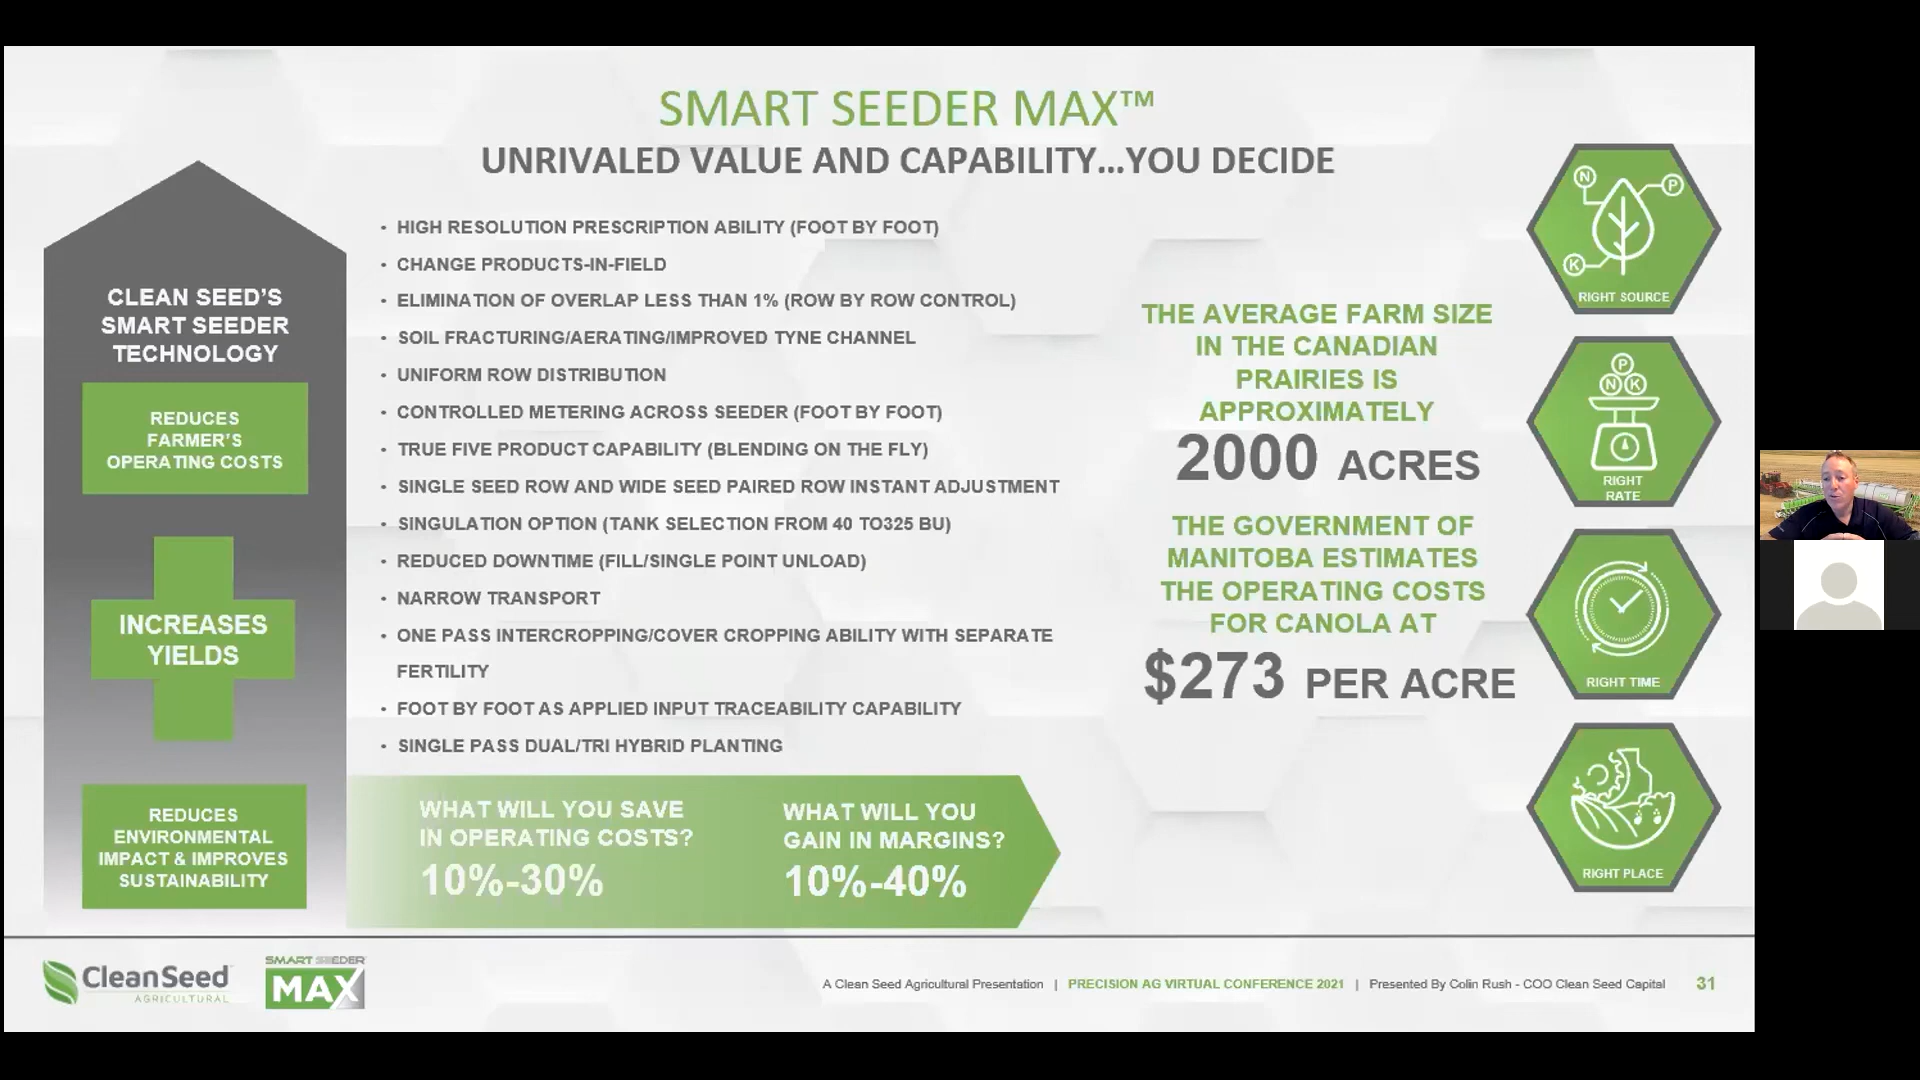 SMART SEEDER MAX™
UNRIVALED VALUE AND CAPABILITY...YOU DECIDE
CLEAN SEED'S
SMART SEEDER
TECHNOLOGY
REDUCES
FARMER'S
OPERATING COSTS
INCREASES
YIELDS
REDUCES
ENVIRONMENTAL
IMPACT & IMPROVES
SUSTAINABILITY
• HIGH RESOLUTION PRESCRIPTION ABILITY (FOOT BY FOOT)
• CHANGE PRODUCTS-IN-FIELD
• ELIMINATION OF OVERLAP LESS THAN 1% (ROW BY ROW CONTROL)
• SOIL FRACTURING/AERATING/IMPROVED TYNE CHANNEL
• UNIFORM ROW DISTRIBUTION
• CONTROLLED METERING ACROSS SEEDER (FOOT BY FOOT)
• TRUE FIVE PRODUCT CAPABILITY (BLENDING ON THE FLY)
• SINGLE SEED ROW AND WIDE SEED PAIRED ROW INSTANT ADJUSTMENT
• SINGULATION OPTION (TANK SELECTION FROM 40 TO325 BU)
• REDUCED DOWNTIME (FILL/SINGLE POINT UNLOAD)
• NARROW TRANSPORT
• ONE PASS INTERCROPPING/COVER CROPPING ABILITY WITH SEPARATE
FERTILITY
• FOOT BY FOOT AS APPLIED INPUT TRACEABILITY CAPABILITY
• SINGLE PASS DUAL/TRI HYBRID PLANTING
WHAT WILL YOU SAVE
IN OPERATING COSTS?
10%-30%
WHAT WILL YOU
GAIN IN MARGINS?
10%-40%
THE AVERAGE FARM SIZE
IN THE CANADIAN
PRAIRIES IS
APPROXIMATELY
2000 ACRES
THE GOVERNMENT OF
MANITOBA ESTIMATES
THE OPERATING COSTS
FOR CANOLA AT
$273 PER ACRE
N
P
K
RIGHT SOURCE
P
N K
RIGHT
RATE
RIGHT TIME
RIGHT PLACE
CleanSeed
AGRICULTURAL
SMART SEEDER
MAX
A Clean Seed Agricultural Presentation | PRECISION AG VIRTUAL CONFERENCE 2021 | Presented By Colin Rush - COO Clean Seed Capital 31